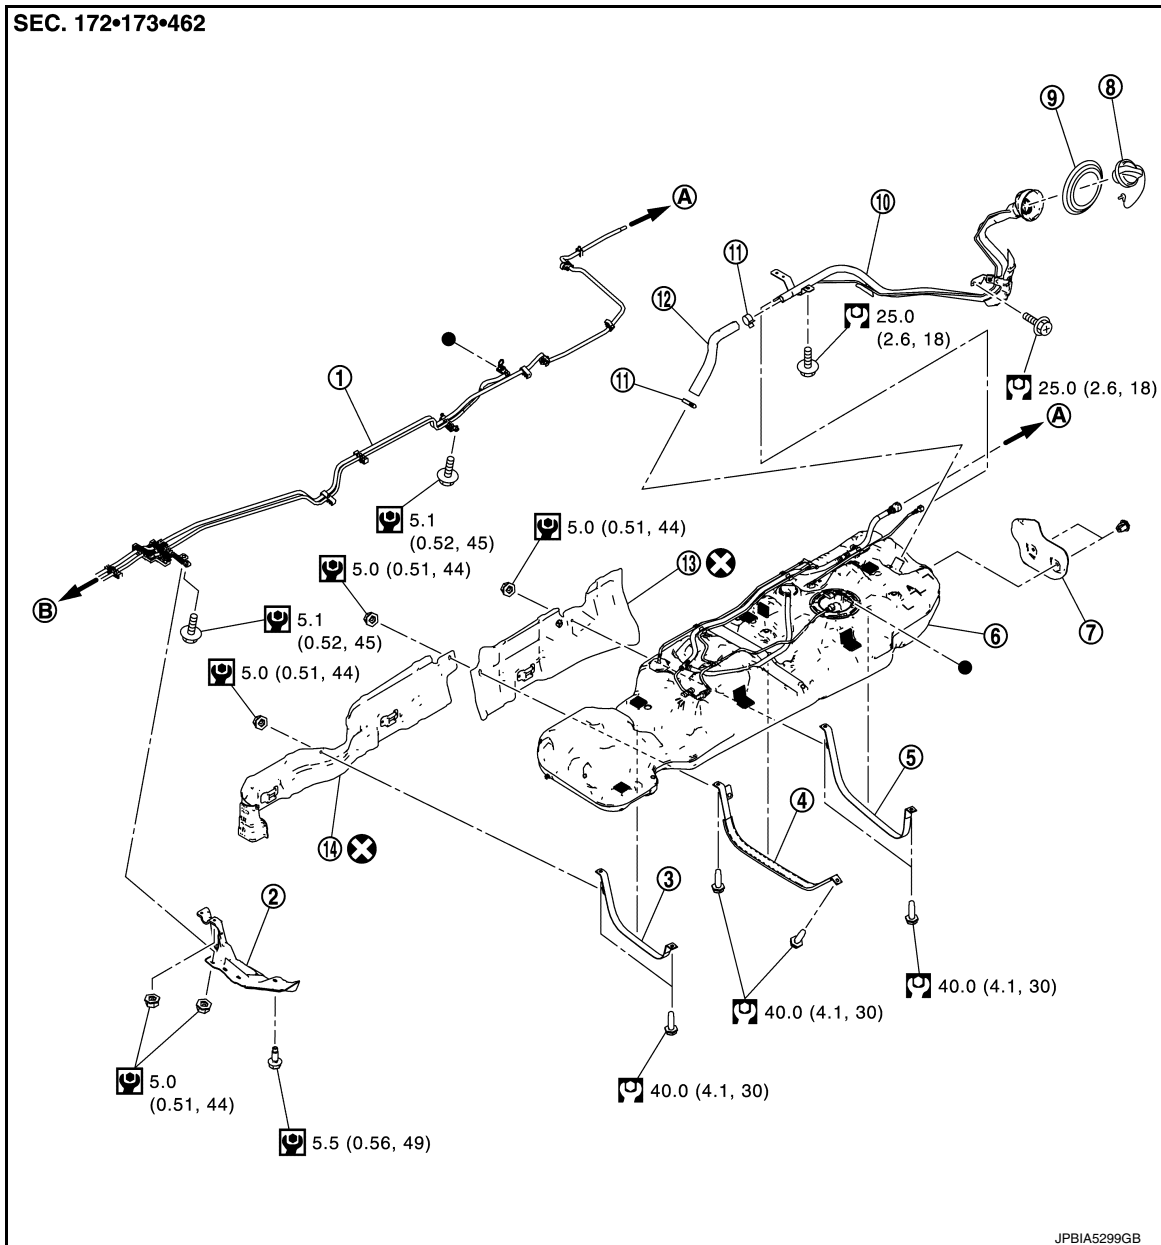 SEC. 172•173•462
8
9
A
10
11
12
25.0
(2.6, 18)
1
11
25.0 (2.6, 18)
A
5.1
(0.52, 45)
5.0 (0.51, 44)
13
5.0 (0.51, 44)
B
5.1
(0.52, 45)
7
6
5.0 (0.51, 44)
5
4
14
3
2
40.0 (4.1, 30)
40.0 (4.1, 30)
5.0
(0.51, 44)
40.0 (4.1, 30)
5.5 (0.56, 49)
JPBIA5299GB